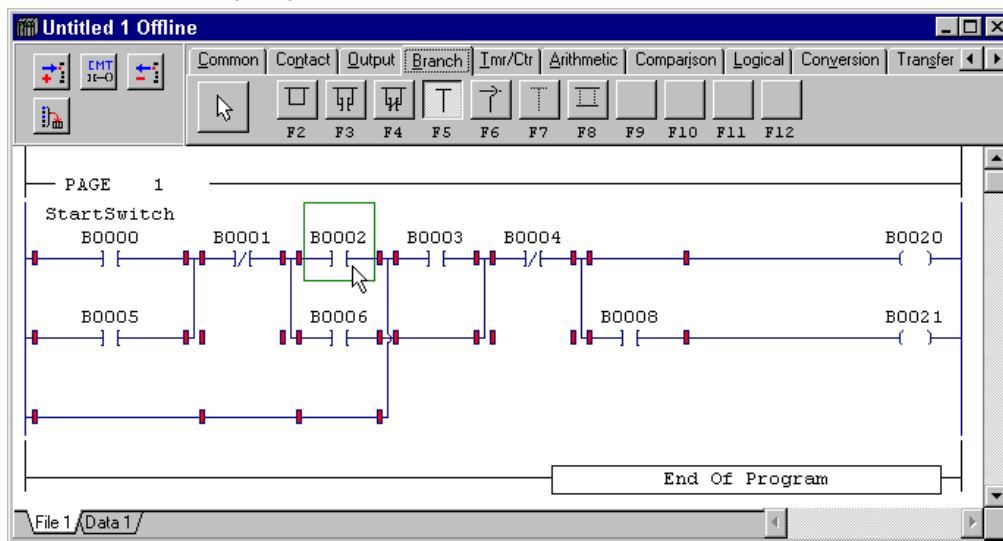 Untitled 1 Offline
CMT
Common Contact Output Branch Tmr/Ctr Arithmetic Comparison Logical Conversion Transfer
F2 F3 F4 F5 F6 F7 F8 F9 F10 F11 F12
PAGE 1
StartSwitch
B0000 B0001 B0002 B0003 B0004 B0020
B0005 B0006 B0008 B0021
End Of Program
File 1 Data 1